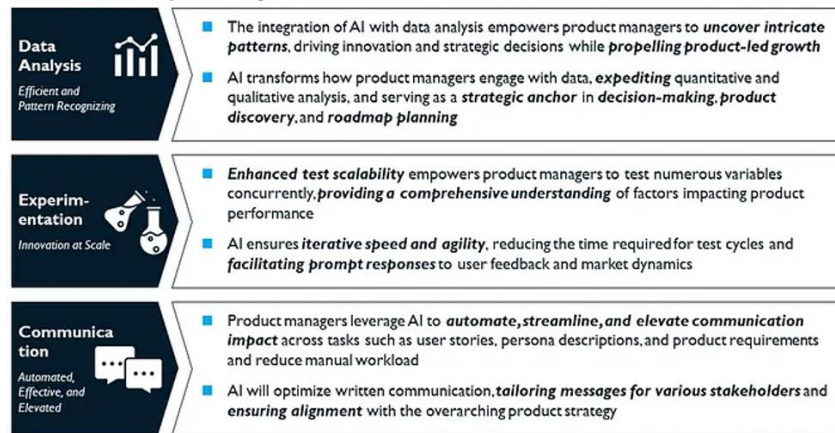 Data
Analysis
Efficient and
Pattern Recognizing
The integration of AI with data analysis empowers product managers to uncover intricate
patterns, driving innovation and strategic decisions while propelling product-led growth
AI transforms how product managers engage with data, expediting quantitative and
qualitative analysis, and serving as a strategic anchor in decision-making, product
discovery, and roadmap planning
Experim-
entation
Innovation at Scale
Enhanced test scalability empowers product managers to test numerous variables
concurrently, providing a comprehensive understanding of factors impacting product
performance
AI ensures iterative speed and agility, reducing the time required for test cycles and
facilitating prompt responses to user feedback and market dynamics
Communica
tion
Automated,
Effective, and
Elevated
Product managers leverage AI to automate, streamline, and elevate communication
impact across tasks such as user stories, persona descriptions, and product requirements
and reduce manual workload
AI will optimize written communication, tailoring messages for various stakeholders and
ensuring alignment with the overarching product strategy